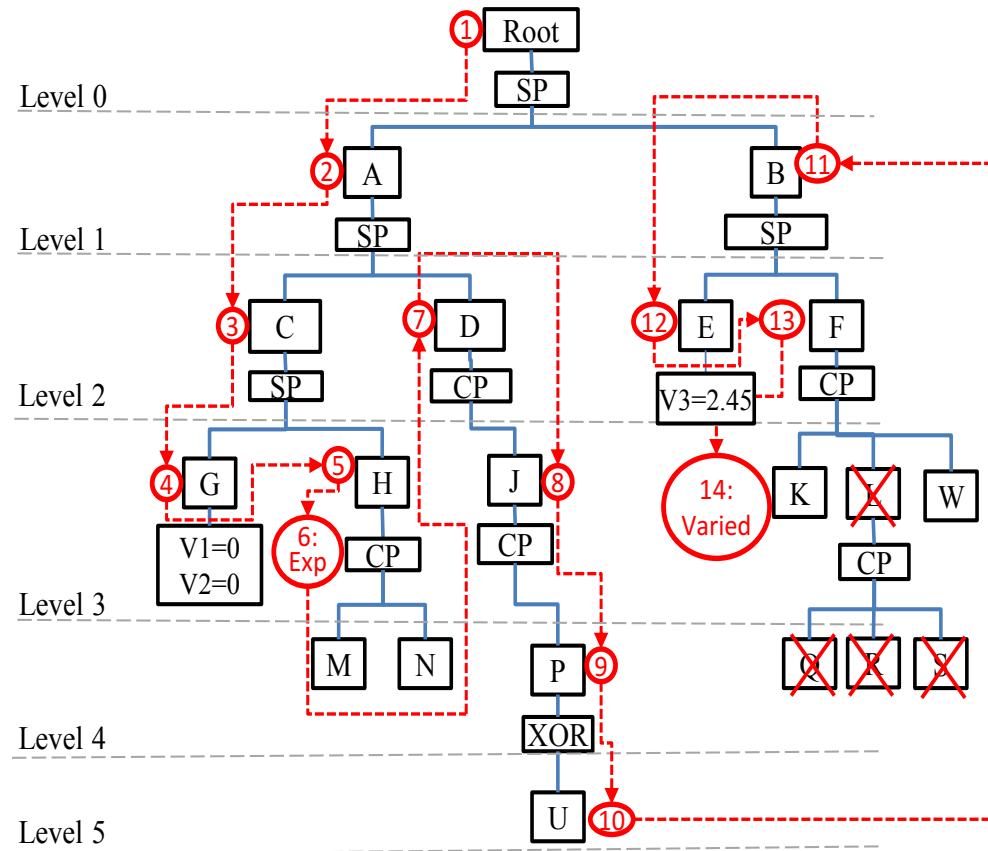 1
Root
SP
Level 0
2
A
B
11
SP
SP
Level 1
3
C
7
D
12
E
13
F
SP
CP
V3=2.45
CP
Level 2
4
G
5
H
J
8
14:
Varied
K
L
W
V1=0
V2=0
6:
Exp
CP
CP
CP
Level 3
M
N
P
9
Q
R
S
XOR
Level 4
U
10
Level 5